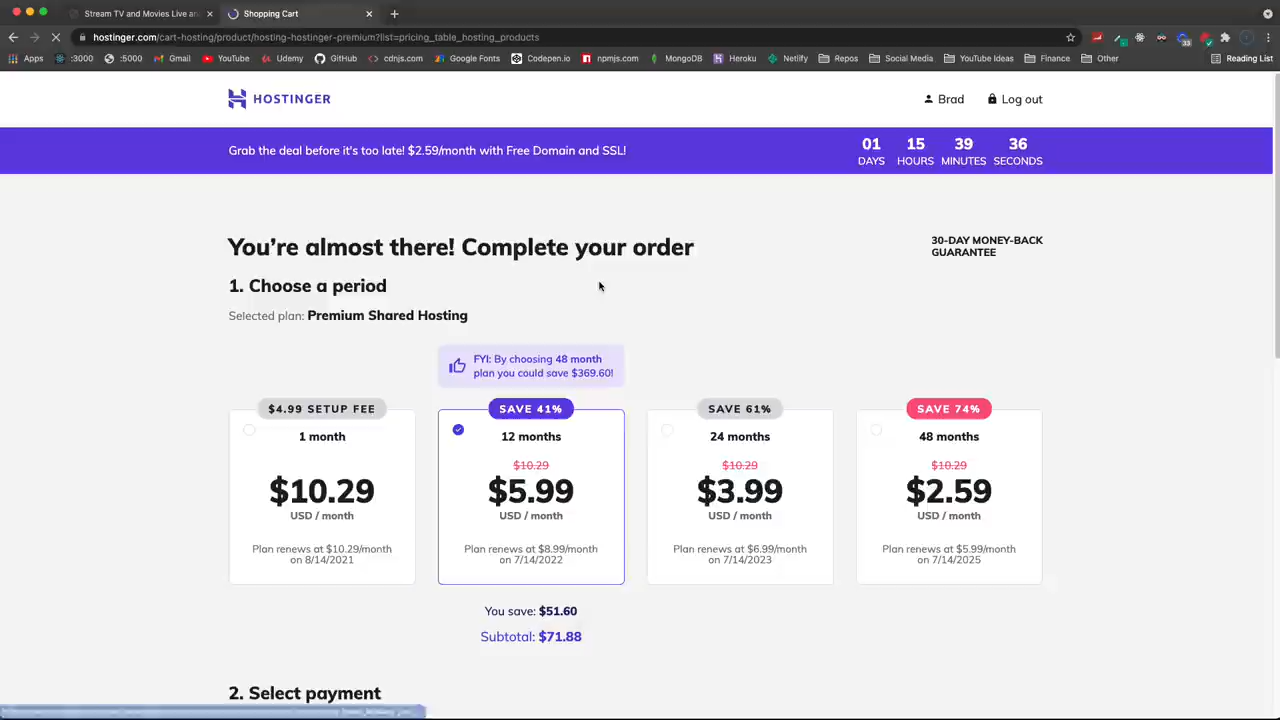 Stream TV and Movies Live an
Shopping Cart
hostinger.com/cart-hosting/product/hosting-hostinger-premium?list=pricing_table_hosting_products
Apps :3000 :5000 Gmail YouTube Udemy GitHub cdnjs.com Google Fonts Codepen.io npmjs.com MongoDB Heroku Netlify Repos Social Media YouTube Ideas Finance Other Reading List
HOSTINGER
Brad Log out
Grab the deal before it's too late! $2.59/month with Free Domain and SSL!
01 15 39 36
DAYS HOURS MINUTES SECONDS
You're almost there! Complete your order
30-DAY MONEY-BACK
GUARANTEE
1. Choose a period
Selected plan: Premium Shared Hosting
FYI: By choosing 48 month
plan you could save $369.60!
$4.99 SETUP FEE
1 month
$10.29
USD / month
Plan renews at $10.29/month
on 8/14/2021
SAVE 41%
12 months
$10.29
$5.99
USD / month
Plan renews at $8.99/month
on 7/14/2022
SAVE 61%
24 months
$10.29
$3.99
USD / month
Plan renews at $6.99/month
on 7/14/2023
SAVE 74%
48 months
$10.29
$2.59
USD / month
Plan renews at $5.99/month
on 7/14/2025
You save: $51.60
Subtotal: $71.88
2. Select payment